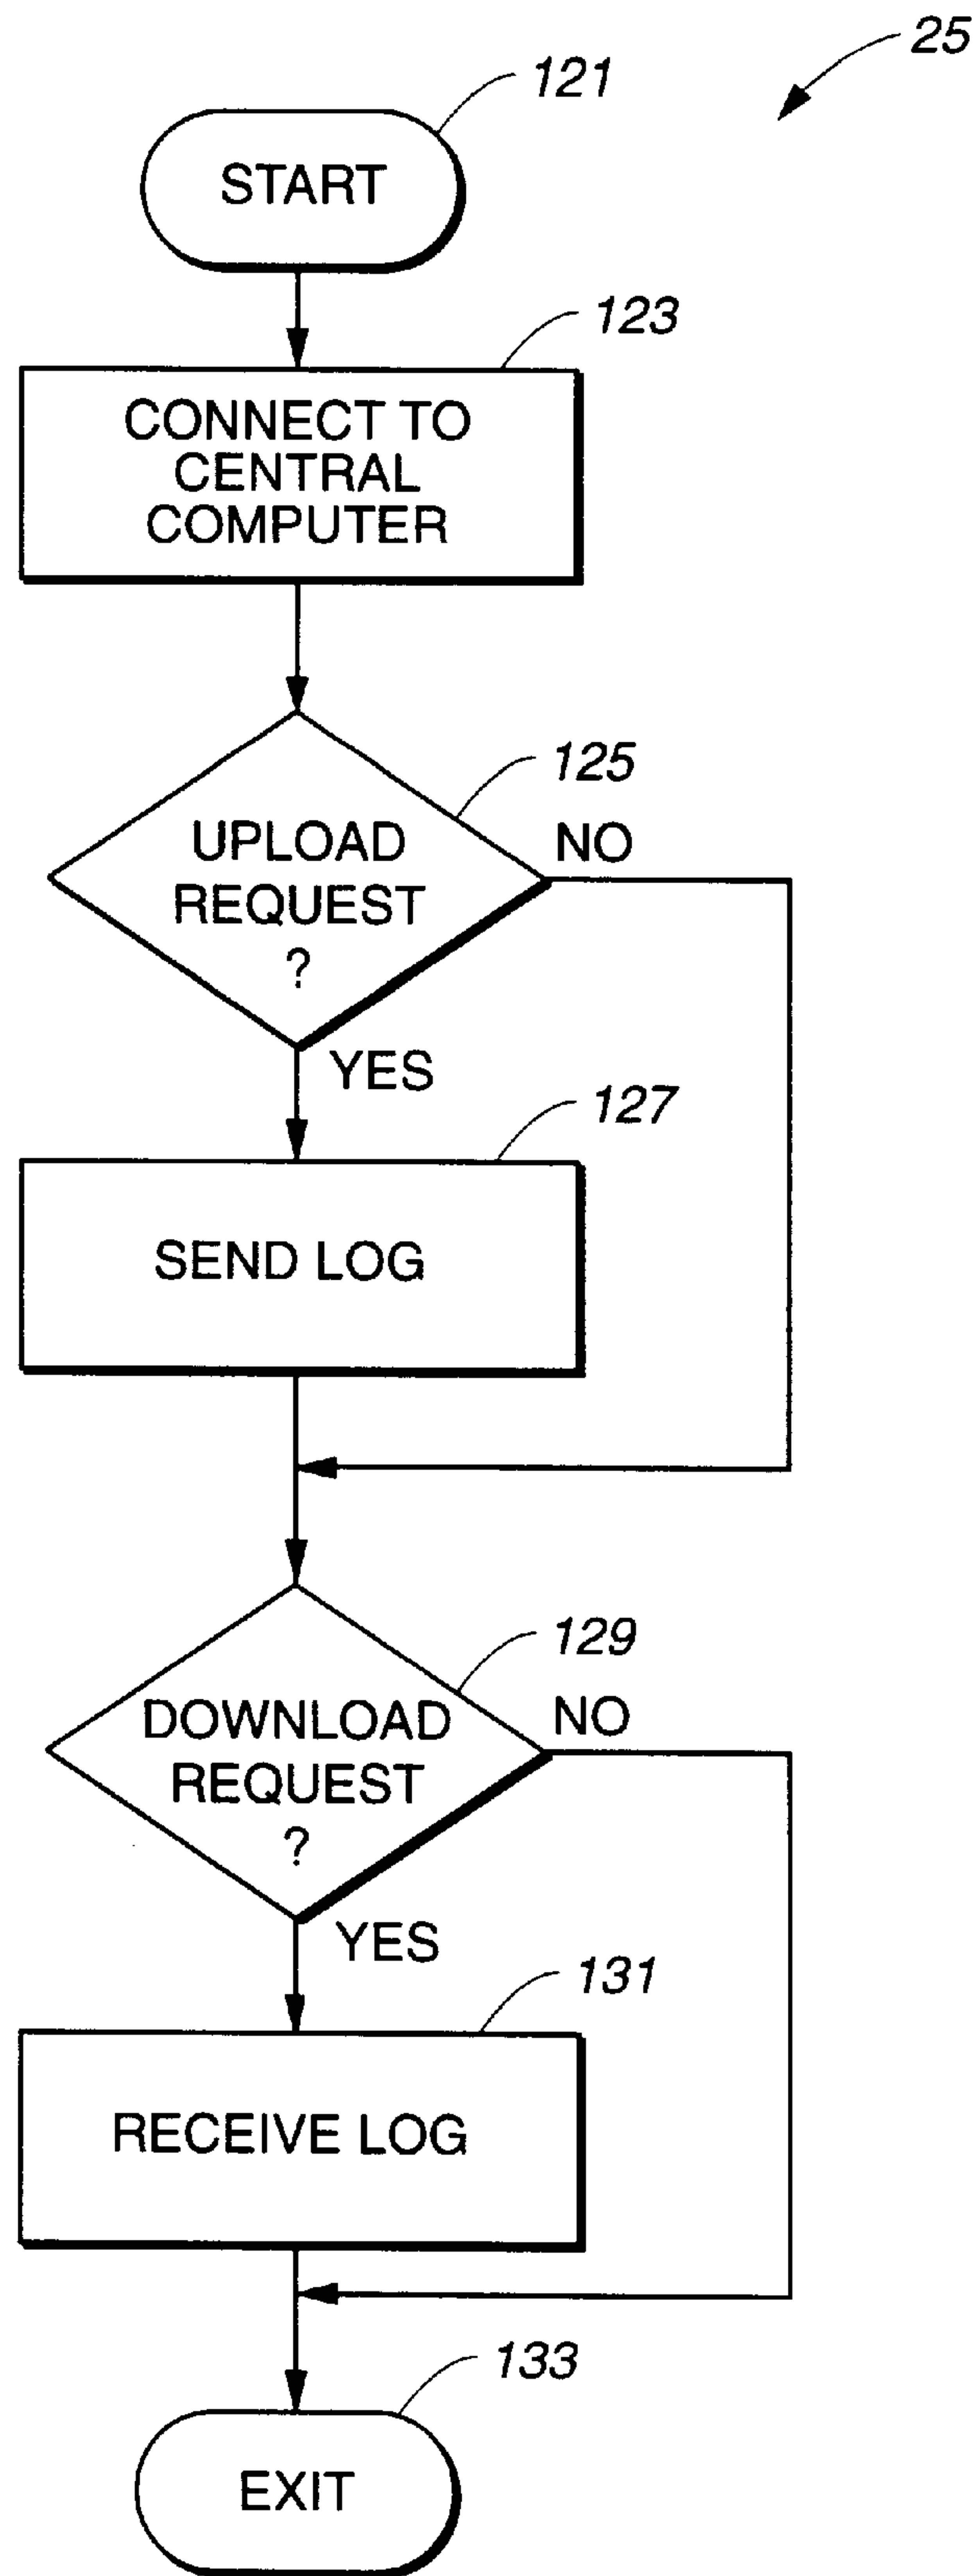 25
121
START
123
CONNECT TO
CENTRAL
COMPUTER
125
UPLOAD
REQUEST
?
NO
YES
127
SEND LOG
129
DOWNLOAD
REQUEST
?
NO
YES
131
RECEIVE LOG
133
EXIT